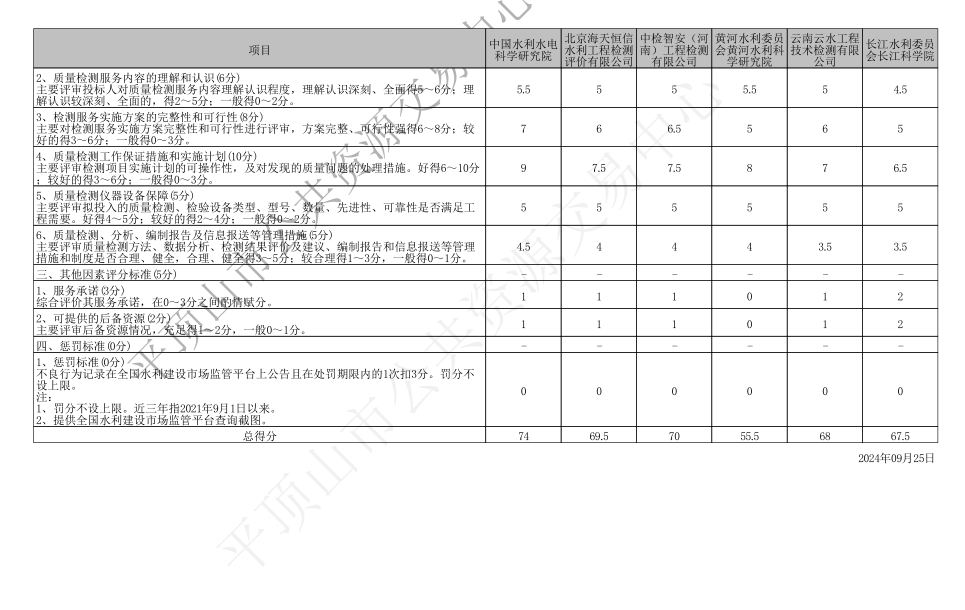 项目 中国水利水电科学研究院 北京海天恒信水利工程检测评价有限公司 中检智安（河南）工程检测有限公司 黄河水利委员会黄河水利科学研究院 云南云水工程技术检测有限公司 长江水利委员会长江科学院
2、质量检测服务内容的理解和认识(6分)
主要评审投标人对质量检测服务内容理解认识程度，理解认识深刻、全面得5～6分；理
解认识较深刻、全面的，得2～5分；一般得0～2分。
5.5 5 5 5.5 5 4.5
3、检测服务实施方案的完整性和可行性(8分)
主要对检测服务实施方案完整性和可行性进行评审，方案完整、可行性强得6～8分；较
好的得3～6分；一般得0～3分。
7 6 6.5 5 6 5
4、质量检测工作保证措施和实施计划(10分)
主要评审检测项目实施计划的可操作性，及对发现的质量问题的处理措施。好得6～10分
；较好的得3～6分；一般得0～3分。
9 7.5 7.5 8 7 6.5
5、质量检测仪器设备保障(5分)
主要评审拟投入的质量检测、检验设备类型、型号、数量、先进性、可靠性是否满足工
程需要。好得4～5分；较好的得2～4分；一般得0～2分。
5 5 5 5 5 5
6、质量检测、分析、编制报告及信息报送等管理措施(5分)
主要评审质量检测方法、数据分析、检测结果评价及建议、编制报告和信息报送等管理
措施和制度是否合理、健全，合理、健全得3～5分；较合理得1～3分，一般得0～1分。
4.5 4 4 4 3.5 3.5
三、其他因素评分标准(5分) – – – – – –
1、服务承诺(3分)
综合评价其服务承诺，在0～3分之间酌情赋分。
1 1 1 0 1 2
2、可提供的后备资源(2分)
主要评审后备资源情况，充足得1～2分，一般0～1分。
1 1 1 0 1 2
四、惩罚标准(0分) – – – – – –
1、惩罚标准(0分)
不良行为记录在全国水利建设市场监管平台上公告且在处罚期限内的1次扣3分。罚分不
设上限。
注：
1、罚分不设上限。近三年指2021年9月1日以来。
2、提供全国水利建设市场监管平台查询截图。
0 0 0 0 0 0
总得分 74 69.5 70 55.5 68 67.5
2024年09月25日
平顶山市公共资源交易中心
平顶山市公共资源交易中心